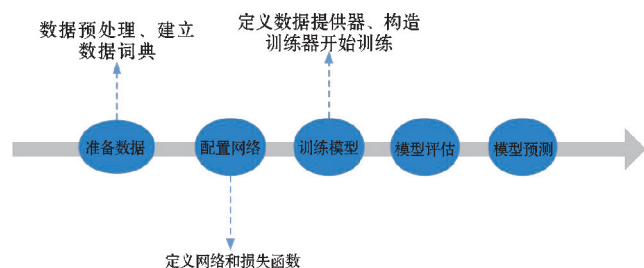 数据预处理、建立
数据词典
定义数据提供器、构造
训练器开始训练
准备数据
配置网络
训练模型
模型评估
模型预测
定义网络和损失函数